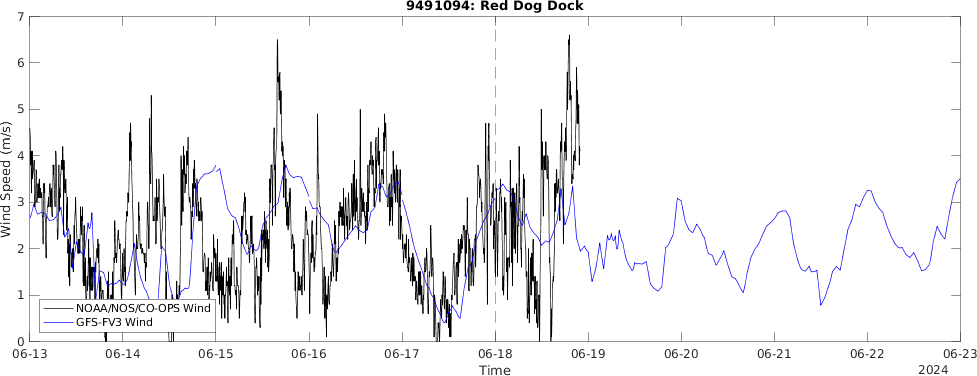 9491094: Red Dog Dock
7
6
5
4
3
2
1
0
Wind Speed (m/s)
NOAA/NOS/CO-OPS Wind
GFS-FV3 Wind
06-13 06-14 06-15 06-16 06-17 06-18 06-19 06-20 06-21 06-22 06-23
Time
2024